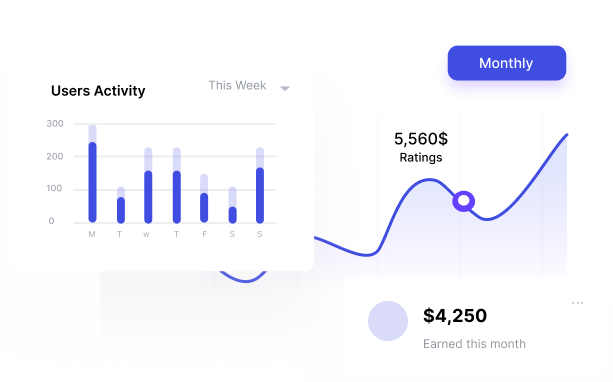 Monthly
Users Activity
This Week
300
200
100
0
M T w T F S S
5,560$
Ratings
$4,250
Earned this month
...